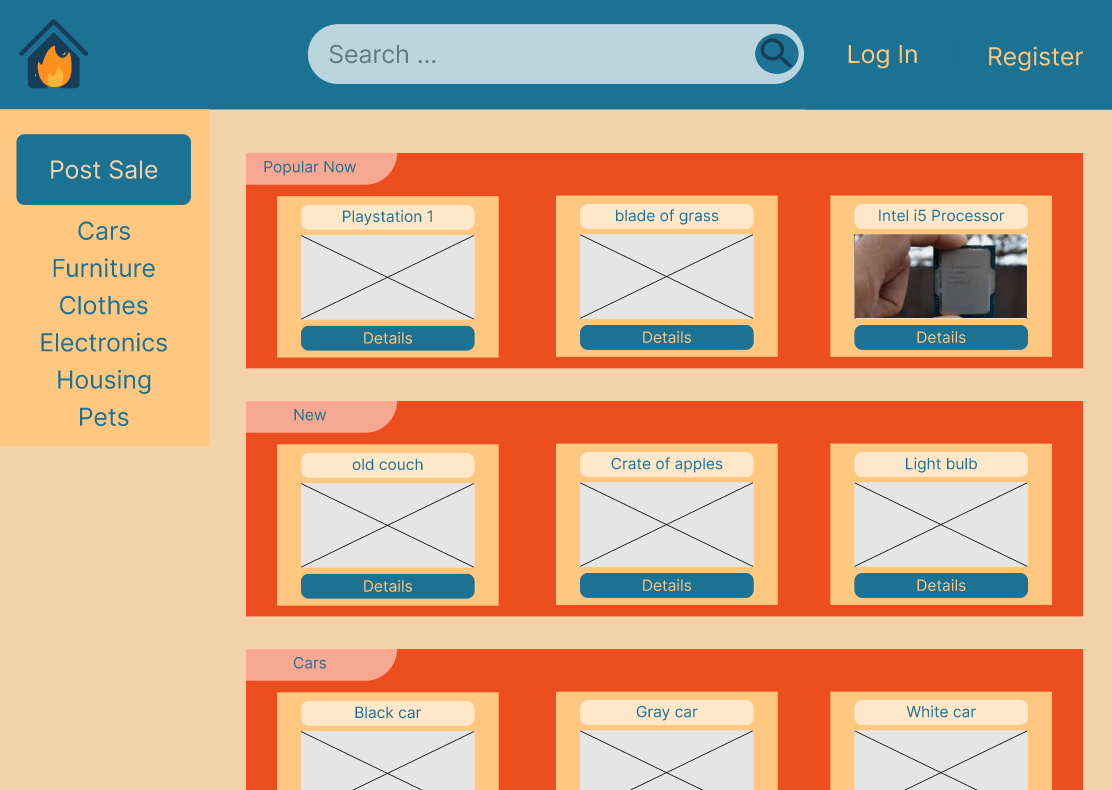 Search ...
Log In
Register
Post Sale
Cars
Furniture
Clothes
Electronics
Housing
Pets
Popular Now
Playstation 1
blade of grass
Intel i5 Processor
Details
Details
Details
New
old couch
Crate of apples
Light bulb
Details
Details
Details
Cars
Black car
Gray car
White car